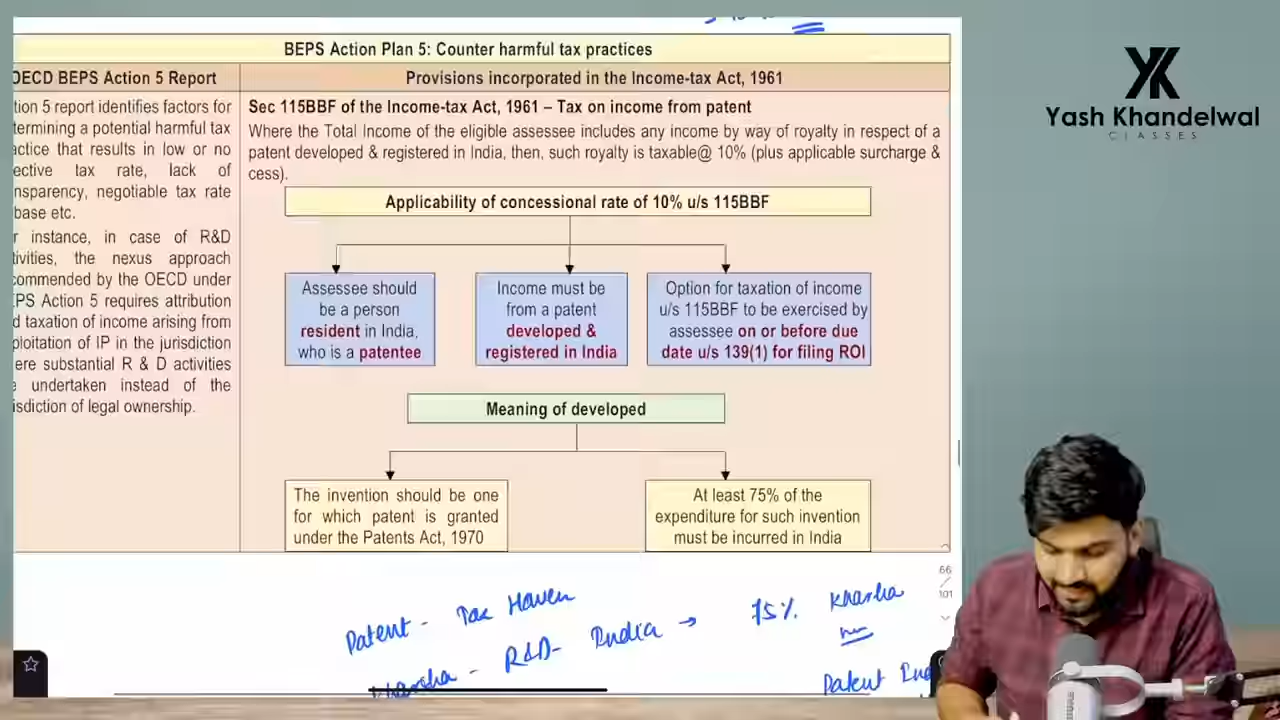 BEPS Action Plan 5: Counter harmful tax practices
OECD BEPS Action 5 Report
Provisions incorporated in the Income-tax Act, 1961
tion 5 report identifies factors for
termining a potential harmful tax
actice that results in low or no
ective tax rate, lack of
nsparency, negotiable tax rate
base etc.
r instance, in case of R&D
tivities, the nexus approach
commended by the OECD under
EPS Action 5 requires attribution
d taxation of income arising from
ploitation of IP in the jurisdiction
ere substantial R & D activities
e undertaken instead of the
isdiction of legal ownership.
Sec 115BBF of the Income-tax Act, 1961 – Tax on income from patent
Where the Total Income of the eligible assessee includes any income by way of royalty in respect of a
patent developed & registered in India, then, such royalty is taxable@ 10% (plus applicable surcharge &
cess).
Applicability of concessional rate of 10% u/s 115BBF
Assessee should
be a person
resident in India,
who is a patentee
Income must be
from a patent
developed &
registered in India
Option for taxation of income
u/s 115BBF to be exercised by
assessee on or before due
date u/s 139(1) for filing ROI
Meaning of developed
The invention should be one
for which patent is granted
under the Patents Act, 1970
At least 75% of the
expenditure for such invention
must be incurred in India
Patent - Tax Haven
Kharcha - R&D - India → 75% Kharcha
Patent Ind
66
101
YK
Yash Khandelwal
CLASSES